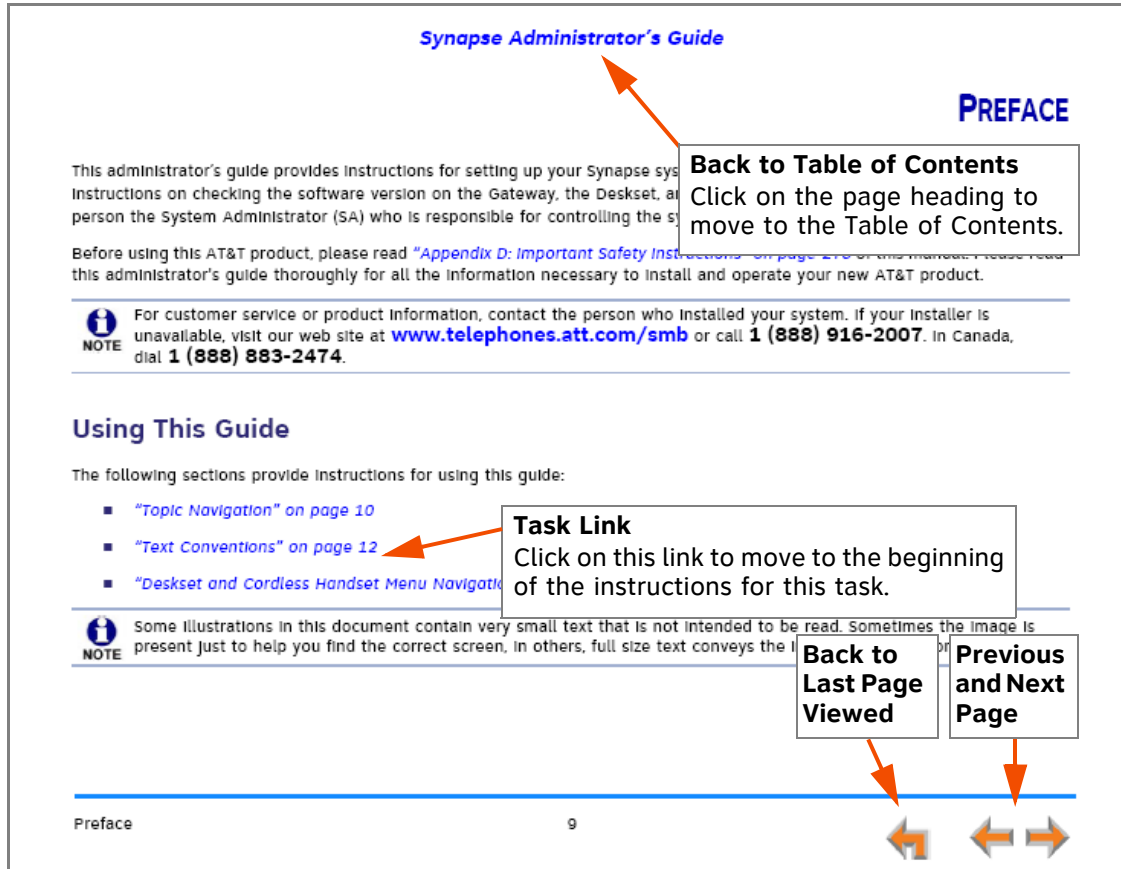 Synapse Administrator's Guide
PREFACE
This administrator's guide provides instructions for setting up your Synapse sys
instructions on checking the software version on the Gateway, the Deskset, a
person the System Administrator (SA) who is responsible for controlling the sy
Back to Table of Contents
Click on the page heading to
move to the Table of Contents.
Before using this AT&T product, please read "Appendix D: Important Safety Instructions" on page of this manual. Please read
this administrator's guide thoroughly for all the information necessary to install and operate your new AT&T product.
NOTE
For customer service or product information, contact the person who installed your system. If your installer is
unavailable, visit our web site at www.telephones.att.com/smb or call 1 (888) 916-2007. In Canada,
dial 1 (888) 883-2474.
Using This Guide
The following sections provide instructions for using this guide:
"Topic Navigation" on page 10
"Text Conventions" on page 12
"Deskset and Cordless Handset Menu Navigatio
Task Link
Click on this link to move to the beginning
of the instructions for this task.
NOTE
Some illustrations in this document contain very small text that is not intended to be read. Sometimes the image is
present just to help you find the correct screen, in others, full size text conveys the
Back to
Last Page
Viewed
Previous
and Next
Page
Preface
9